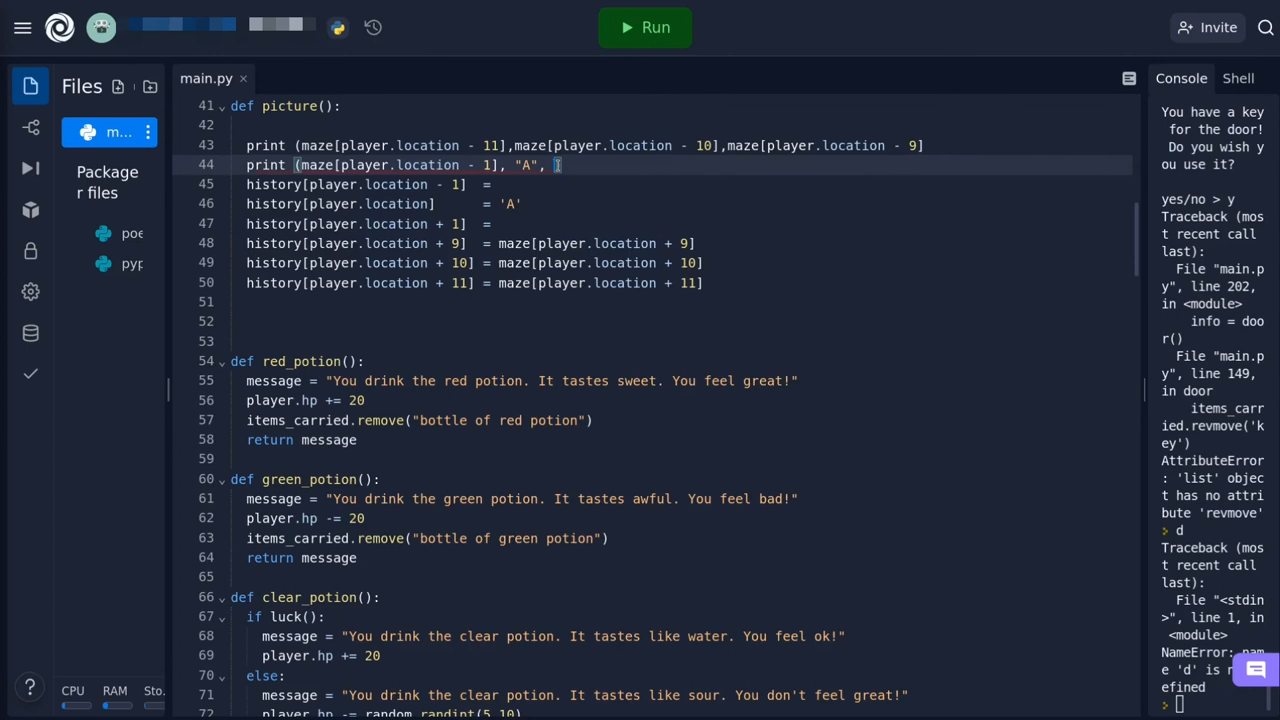 Run
Invite
Files
main.py
Console
Shell
m...
Package
r files
poe
pyp
CPU
RAM
Sto.
41 def picture():
42
43 print (maze[player.location - 11],maze[player.location - 10],maze[player.location - 9]
44 print (maze[player.location - 1], "A",
45 history[player.location - 1] =
46 history[player.location] = 'A'
47 history[player.location + 1] =
48 history[player.location + 9] = maze[player.location + 9]
49 history[player.location + 10] = maze[player.location + 10]
50 history[player.location + 11] = maze[player.location + 11]
51
52
53
54 def red_potion():
55 message = "You drink the red potion. It tastes sweet. You feel great!"
56 player.hp += 20
57 items_carried.remove("bottle of red potion")
58 return message
59
60 def green_potion():
61 message = "You drink the green potion. It tastes awful. You feel bad!"
62 player.hp -= 20
63 items_carried.remove("bottle of green potion")
64 return message
65
66 def clear_potion():
67 if luck():
68 message = "You drink the clear potion. It tastes like water. You feel ok!"
69 player.hp += 20
70 else:
71 message = "You drink the clear potion. It tastes like sour. You don't feel great!"
72 player.hp -= random.randint(5,10)
You have a key
for the door!
Do you wish y
ou use it?
yes/no > y
Traceback (mos
t recent call
last):
File "main.p
y", line 202,
in <module>
info = doo
r()
File "main.p
y", line 149,
in door
items_carr
ied.revmove('k
ey')
AttributeError
: 'list' objec
t has no attri
bute 'revmove'
> d
Traceback (mos
t recent call
last):
File "<stdin
>", line 1, in
<module>
NameError: nam
e 'd' is n
efined
>